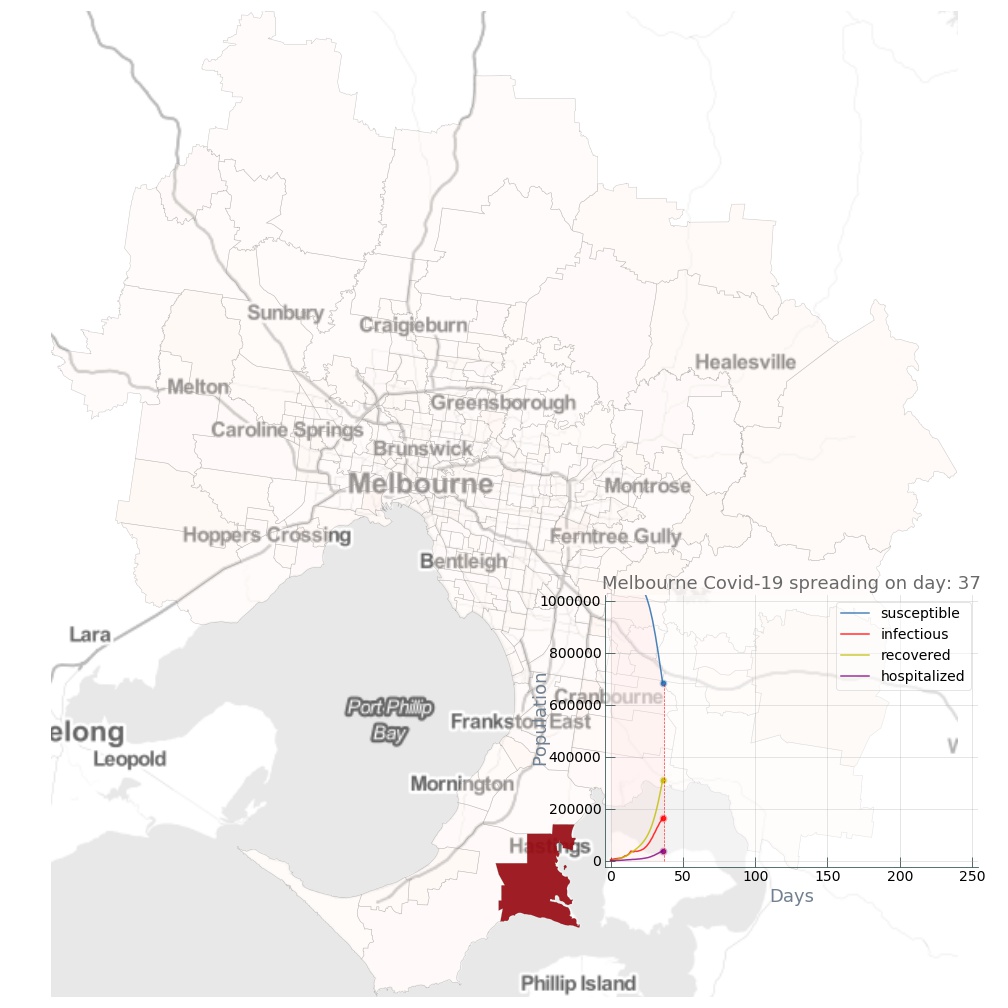 Sunbury
Craigieburn
Healesville
Melton
Greensborough
Caroline Springs
Brunswick
Melbourne
Montrose
Hoppers Crossing
Ferntree Gully
Bentleigh
Melbourne Covid-19 spreading on day: 37
1000000
susceptible
infectious
recovered
hospitalized
800000
600000
400000
200000
0
Population
0 50 100 150 200 250
Days
Lara
Cranbourne
Port Phillip
Bay
Frankston East
elong
Leopold
W
Mornington
Hastings
Phillip Island